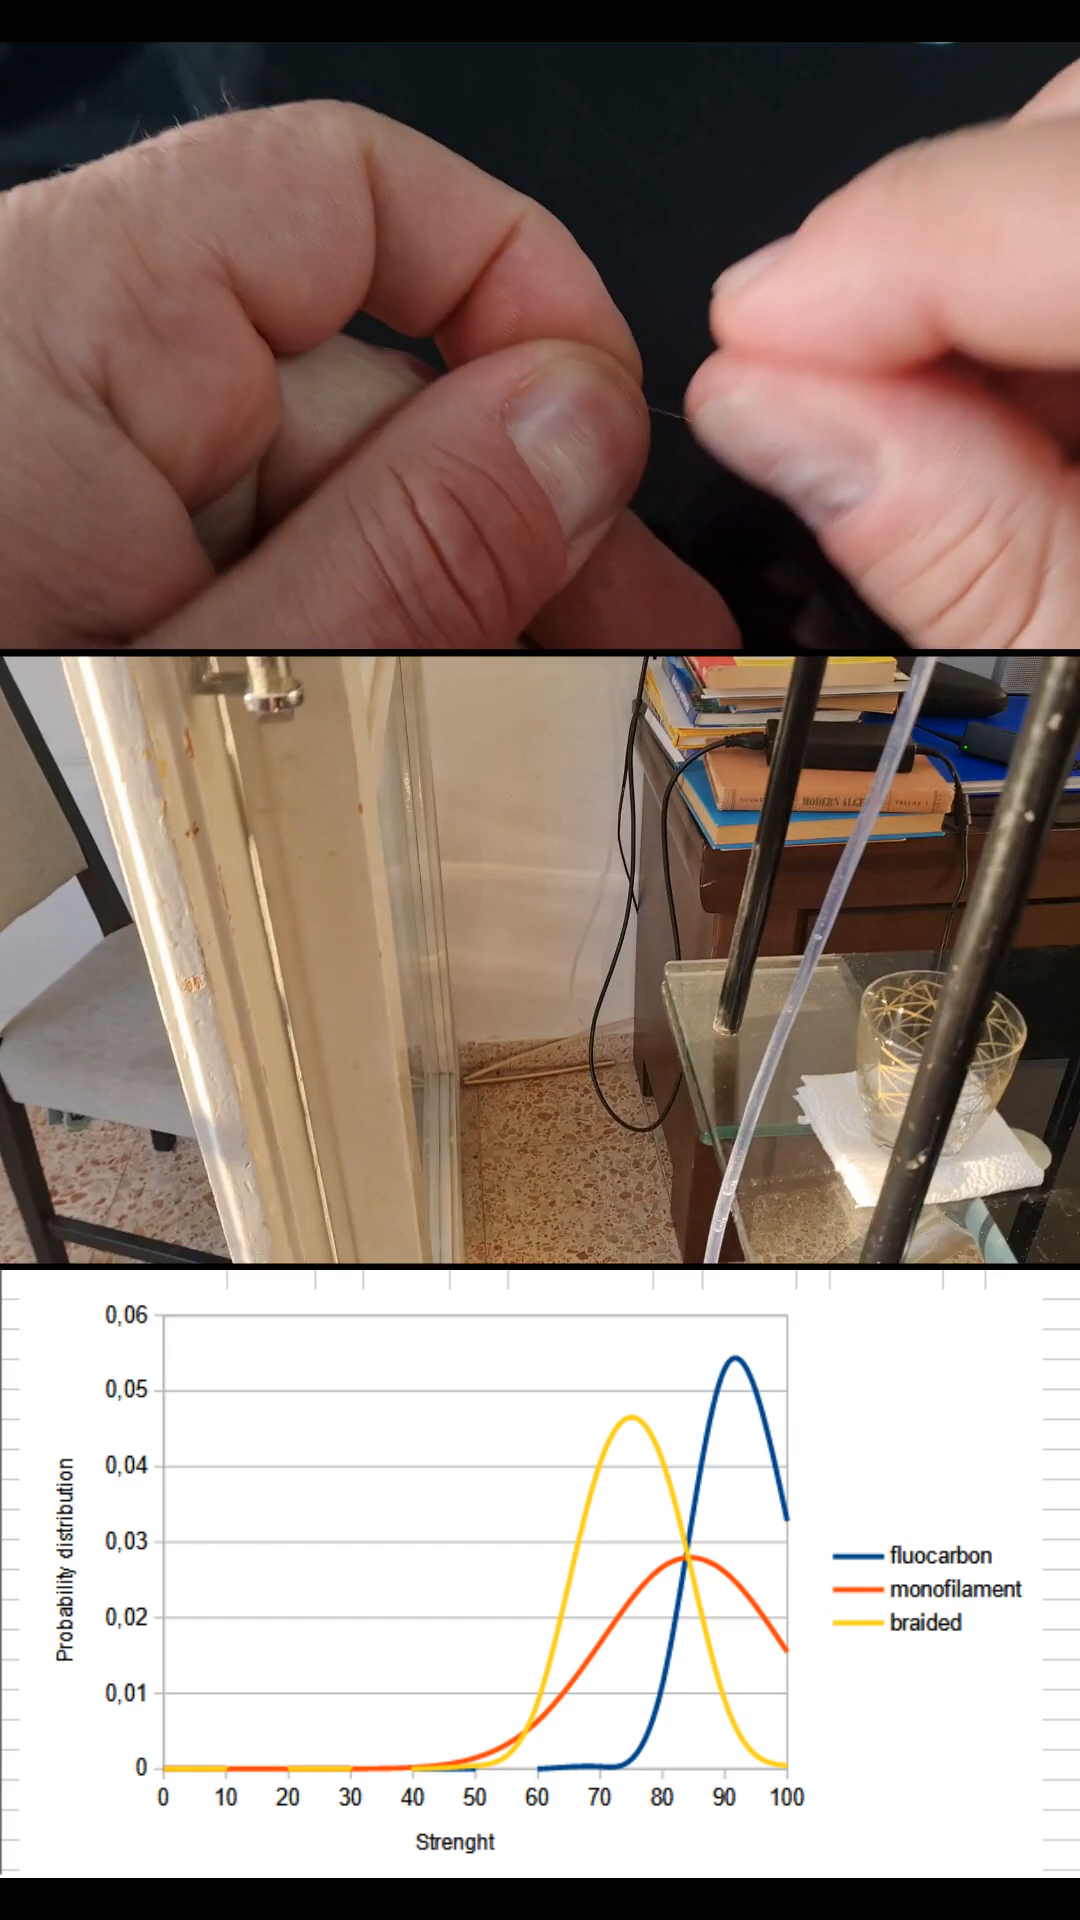 MODERN ALGE
VOLUME I
0,06
0,05
0,04
0,03
0,02
0,01
0
0 10 20 30 40 50 60 70 80 90 100
Probability distribution
Strenght
fluocarbon
monofilament
braided